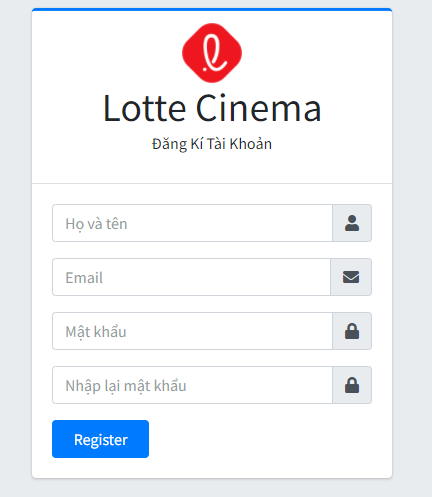 Lotte Cinema
Đăng Kí Tài Khoản
Họ và tên
Email
Mật khẩu
Nhập lại mật khẩu
Register